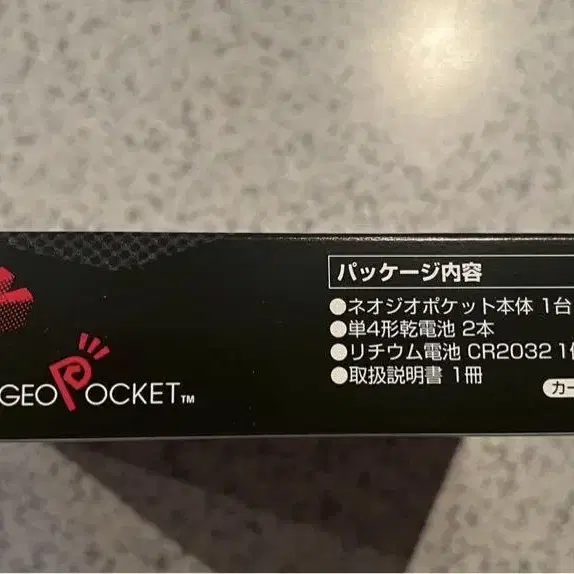 GEO POCKET™
パッケージ内容
●ネオジオポケット本体 1台
●単4形乾電池 2本
●リチウム電池 CR2032 1
●取扱説明書 1冊
カー